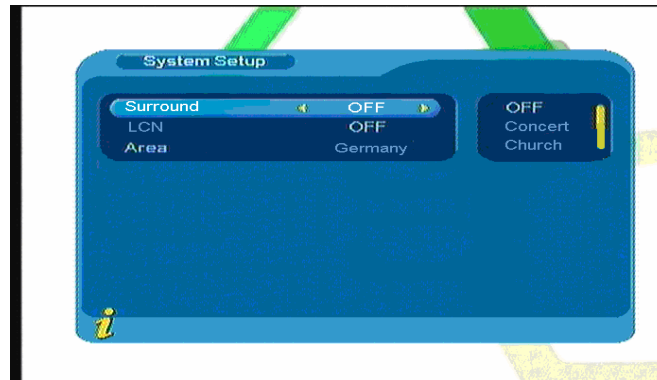 System Setup
Surround OFF
LCN OFF
Area Germany
OFF
Concert
Church